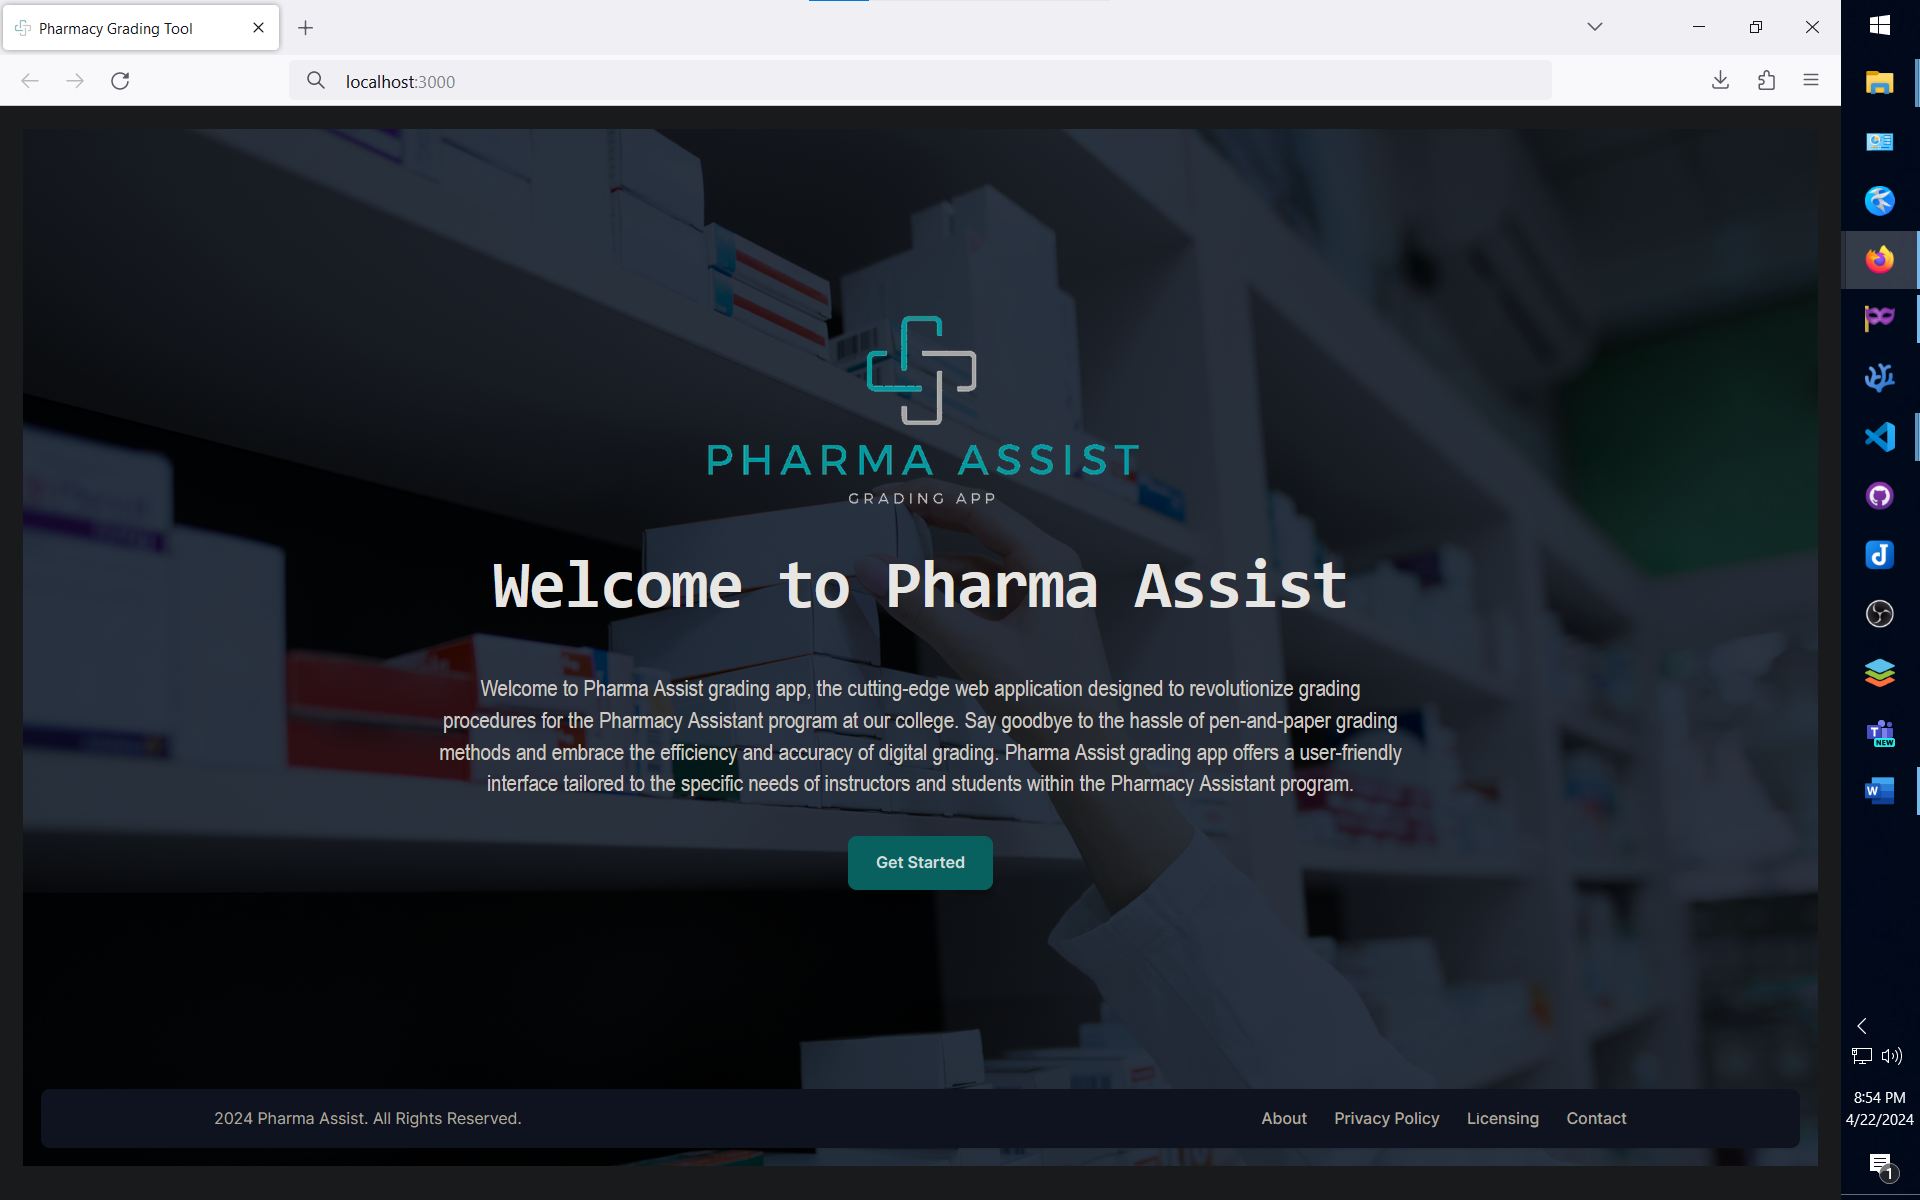 Pharmacy Grading Tool
localhost:3000
PHARMA ASSIST
GRADING APP
Welcome to Pharma Assist
Welcome to Pharma Assist grading app, the cutting-edge web application designed to revolutionize grading
procedures for the Pharmacy Assistant program at our college. Say goodbye to the hassle of pen-and-paper grading
methods and embrace the efficiency and accuracy of digital grading. Pharma Assist grading app offers a user-friendly
interface tailored to the specific needs of instructors and students within the Pharmacy Assistant program.
Get Started
2024 Pharma Assist. All Rights Reserved.
About Privacy Policy Licensing Contact
NEW
8:54 PM
4/22/2024
1